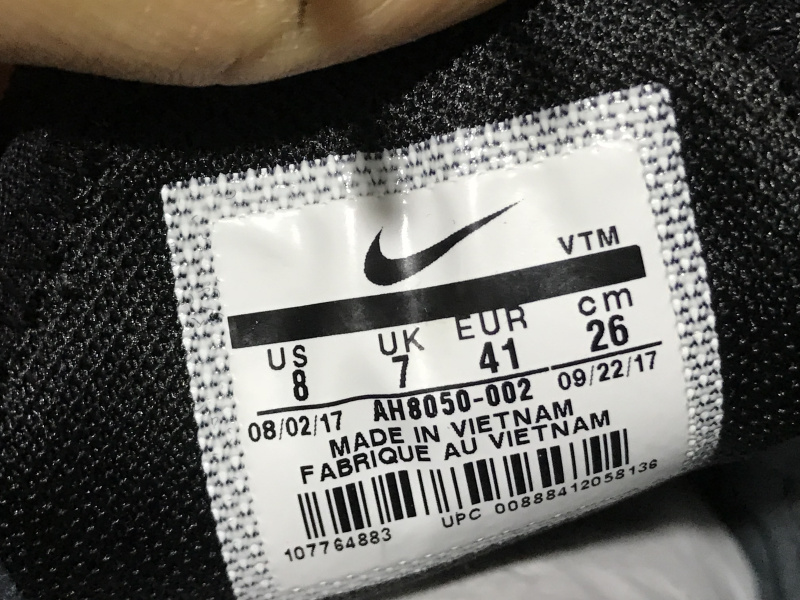 VTM
US UK EUR cm
8 7 41 26
08/02/17 AH8050-002 09/22/17
MADE IN VIETNAM
FABRIQUE AU VIETNAM
107764883 UPC 00888412058136